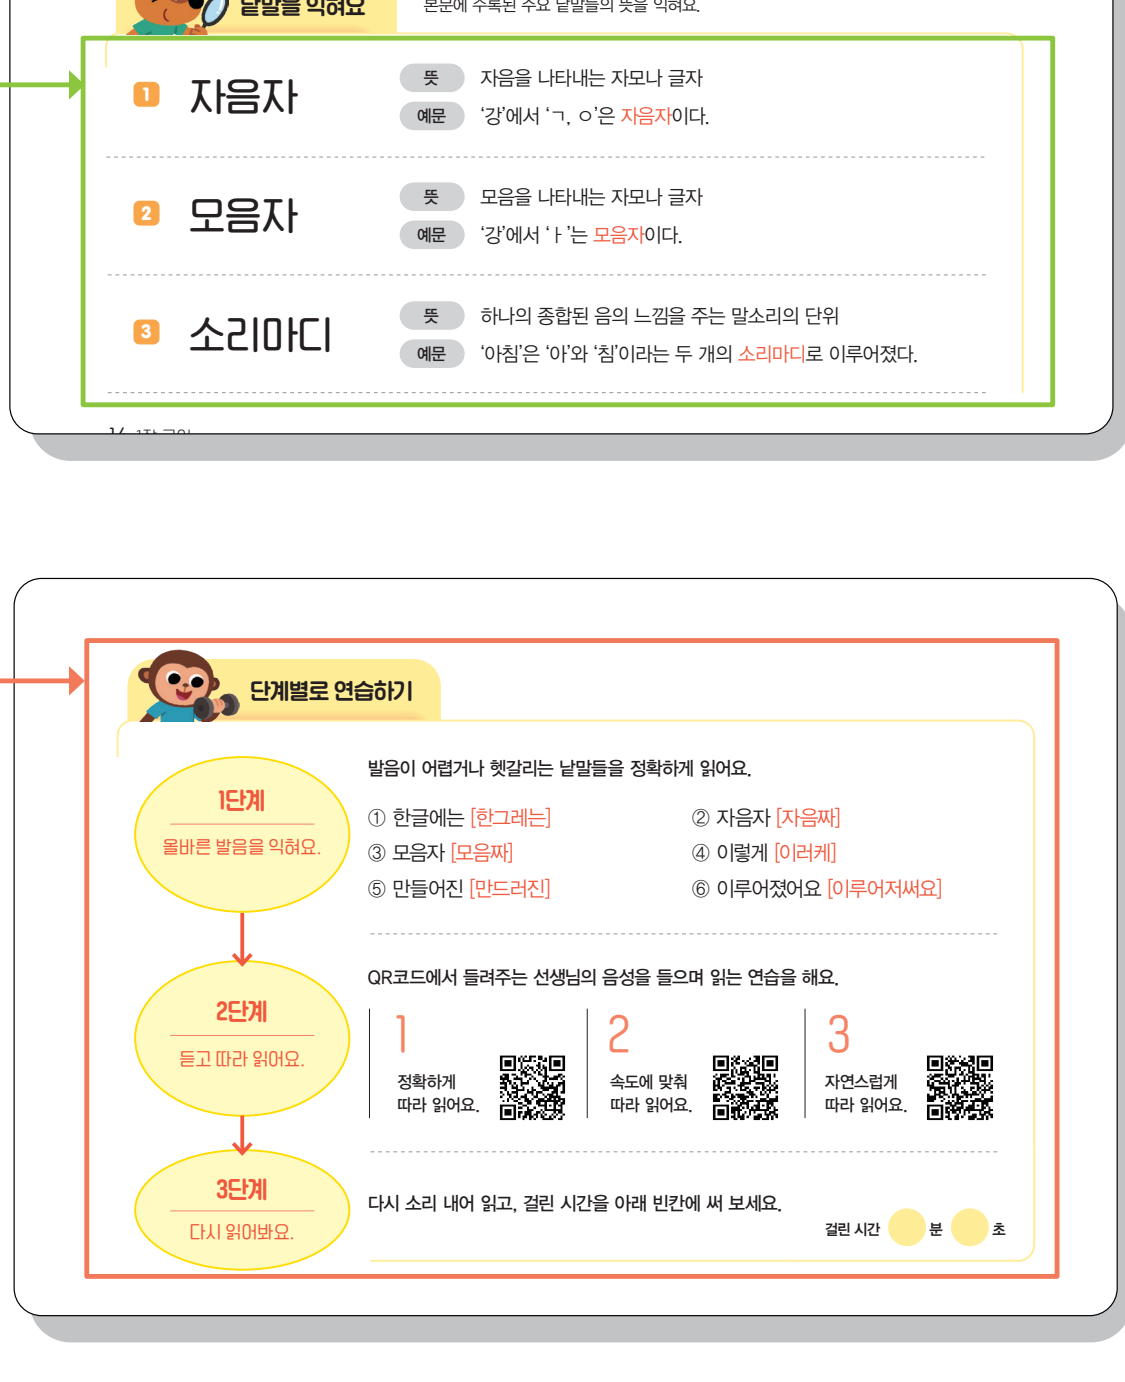 낱말을 익혀요
본문에 수록된 주요 낱말들의 뜻을 익혀요.
1 자음자
뜻 자음을 나타내는 자모나 글자
예문 ‘강’에서 ‘ㄱ, ㅇ’은 자음자이다.
2 모음자
뜻 모음을 나타내는 자모나 글자
예문 ‘강’에서 ‘ㅏ’는 모음자이다.
3 소리마디
뜻 하나의 종합된 음의 느낌을 주는 말소리의 단위
예문 ‘아침’은 ‘아’와 ‘침’이라는 두 개의 소리마디로 이루어졌다.
단계별로 연습하기
1단계
올바른 발음을 익혀요.
발음이 어렵거나 헷갈리는 낱말들을 정확하게 읽어요.
① 한글에는 [한그레는]
② 자음자 [자음짜]
③ 모음자 [모음짜]
④ 이렇게 [이러케]
⑤ 만들어진 [만드러진]
⑥ 이루어졌어요 [이루어저써요]
2단계
듣고 따라 읽어요.
QR코드에서 들려주는 선생님의 음성을 들으며 읽는 연습을 해요.
1
정확하게
따라 읽어요.
2
속도에 맞춰
따라 읽어요.
3
자연스럽게
따라 읽어요.
3단계
다시 읽어봐요.
다시 소리 내어 읽고, 걸린 시간을 아래 빈칸에 써 보세요.
걸린 시간 분 초